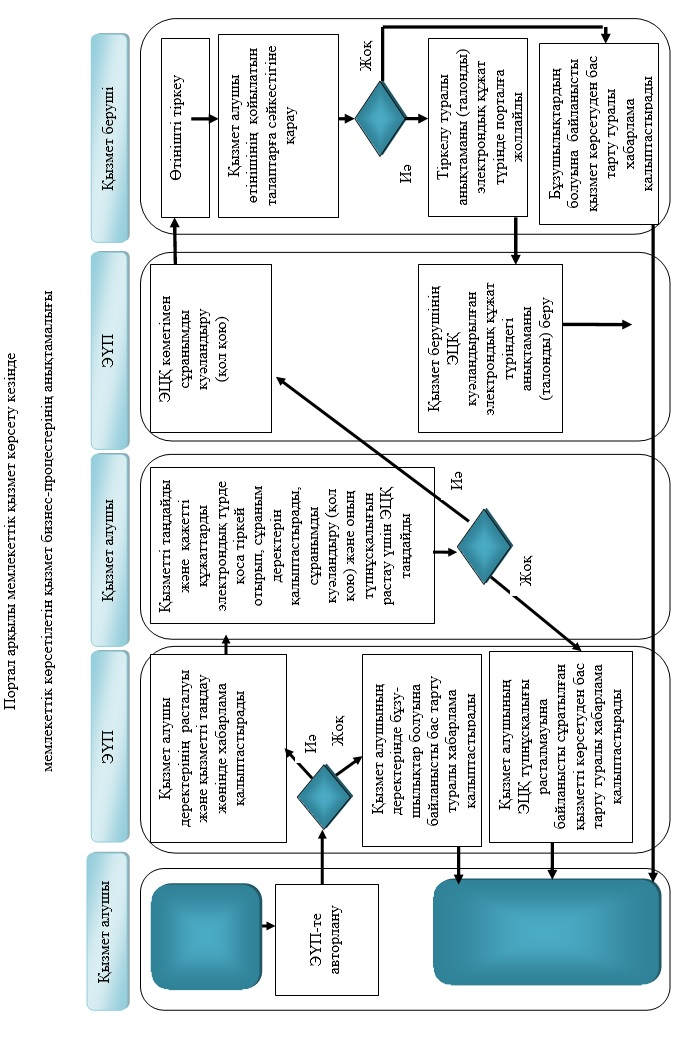 Портал арқылы мемлекеттік қызмет көрсету кезінде
мемлекеттік көрсетілетін қызмет бизнес-процестерінің анықтамалығы
Қызмет алушы
ЭҮП
Қызмет алушы
ЭҮП
Қызмет беруші
ЭҮП-те
авторлану
Қызмет алушы
деректерінің расталуы
және қызметті таңдау
жөнінде хабарлама
қалыптастырады
Иә
Жоқ
Қызмет алушының
деректерінде бұзу-
шылықтар болуына
байланысты бас тарту
туралы хабарлама
қалыптастырады
Қызмет алушының
ЭЦҚ түпнұсқалығы
расталмауына
байланысты сұратылған
қызметті көрсетуден бас
тарту туралы хабарлама
қалыптастырады
Қызметті таңдайды
және қажетті
құжаттарды
электрондық түрде
қоса тіркей
отырып, сұраным
деректерін
қалыптастырады,
сұранымды
куәландыру (қол
қою) және оның
түпнұсқалығын
растау үшін ЭЦҚ
таңдайды
Иә
Жоқ
ЭЦҚ көмегімен
сұранымды
куәландыру
(қол қою)
Қызмет берушінің
ЭЦҚ
куәландырылған
электрондық құжат
түріндегі
анықтаманы
(талонды) беру
Өтінішті тіркеу
Қызмет алушы
өтінішінің қойылатын
талаптарға сәйкестігіне
қарау
Жоқ
Иә
Тіркелу туралы
анықтаманы (талонды)
электрондық құжат
түрінде порталға
жолдайды
Бұзушылықтардың
болуына байланысты
қызмет көрсетуден бас
тарту туралы
хабарлама
қалыптастырады